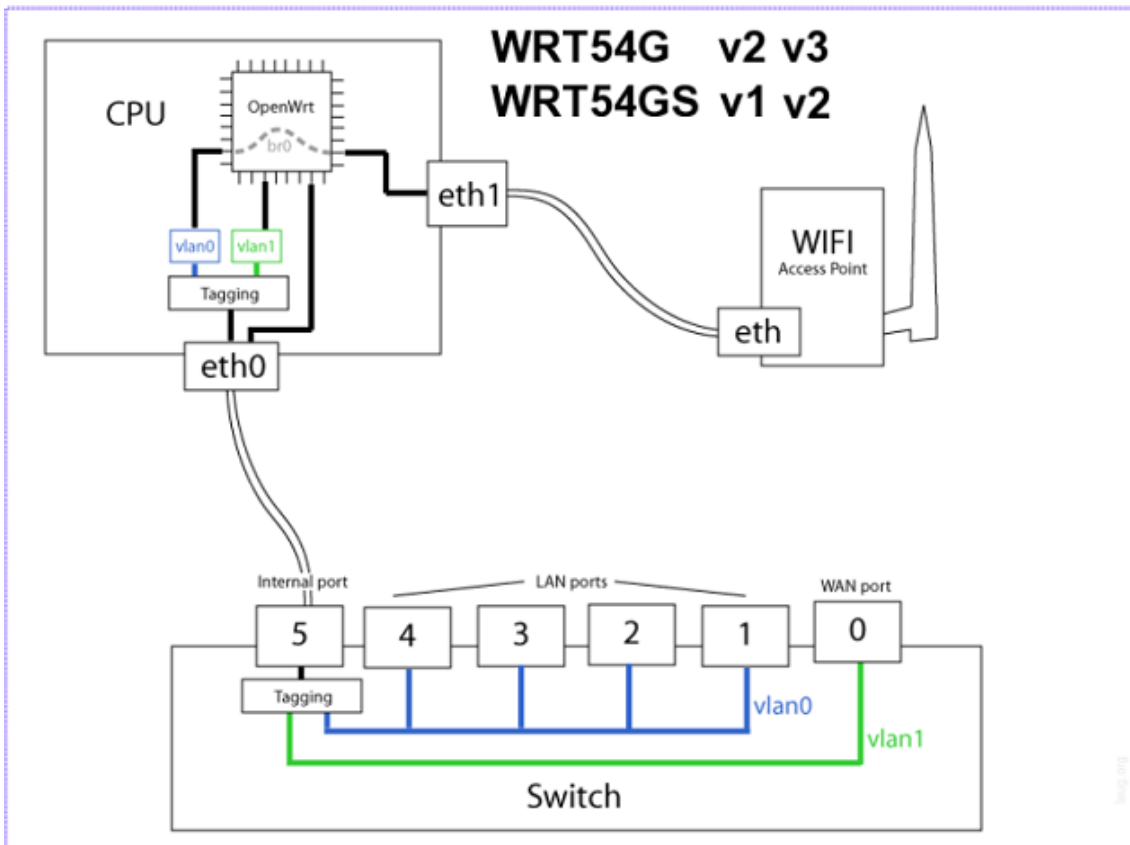 WRT54G v2 v3
WRT54GS v1 v2
CPU
OpenWrt
br0
eth1
vlan0 vlan1
Tagging
eth0
WIFI
Access Point
eth
Internal port
LAN ports
WAN port
5 4 3 2 1 0
Tagging
vlan0
vlan1
Switch